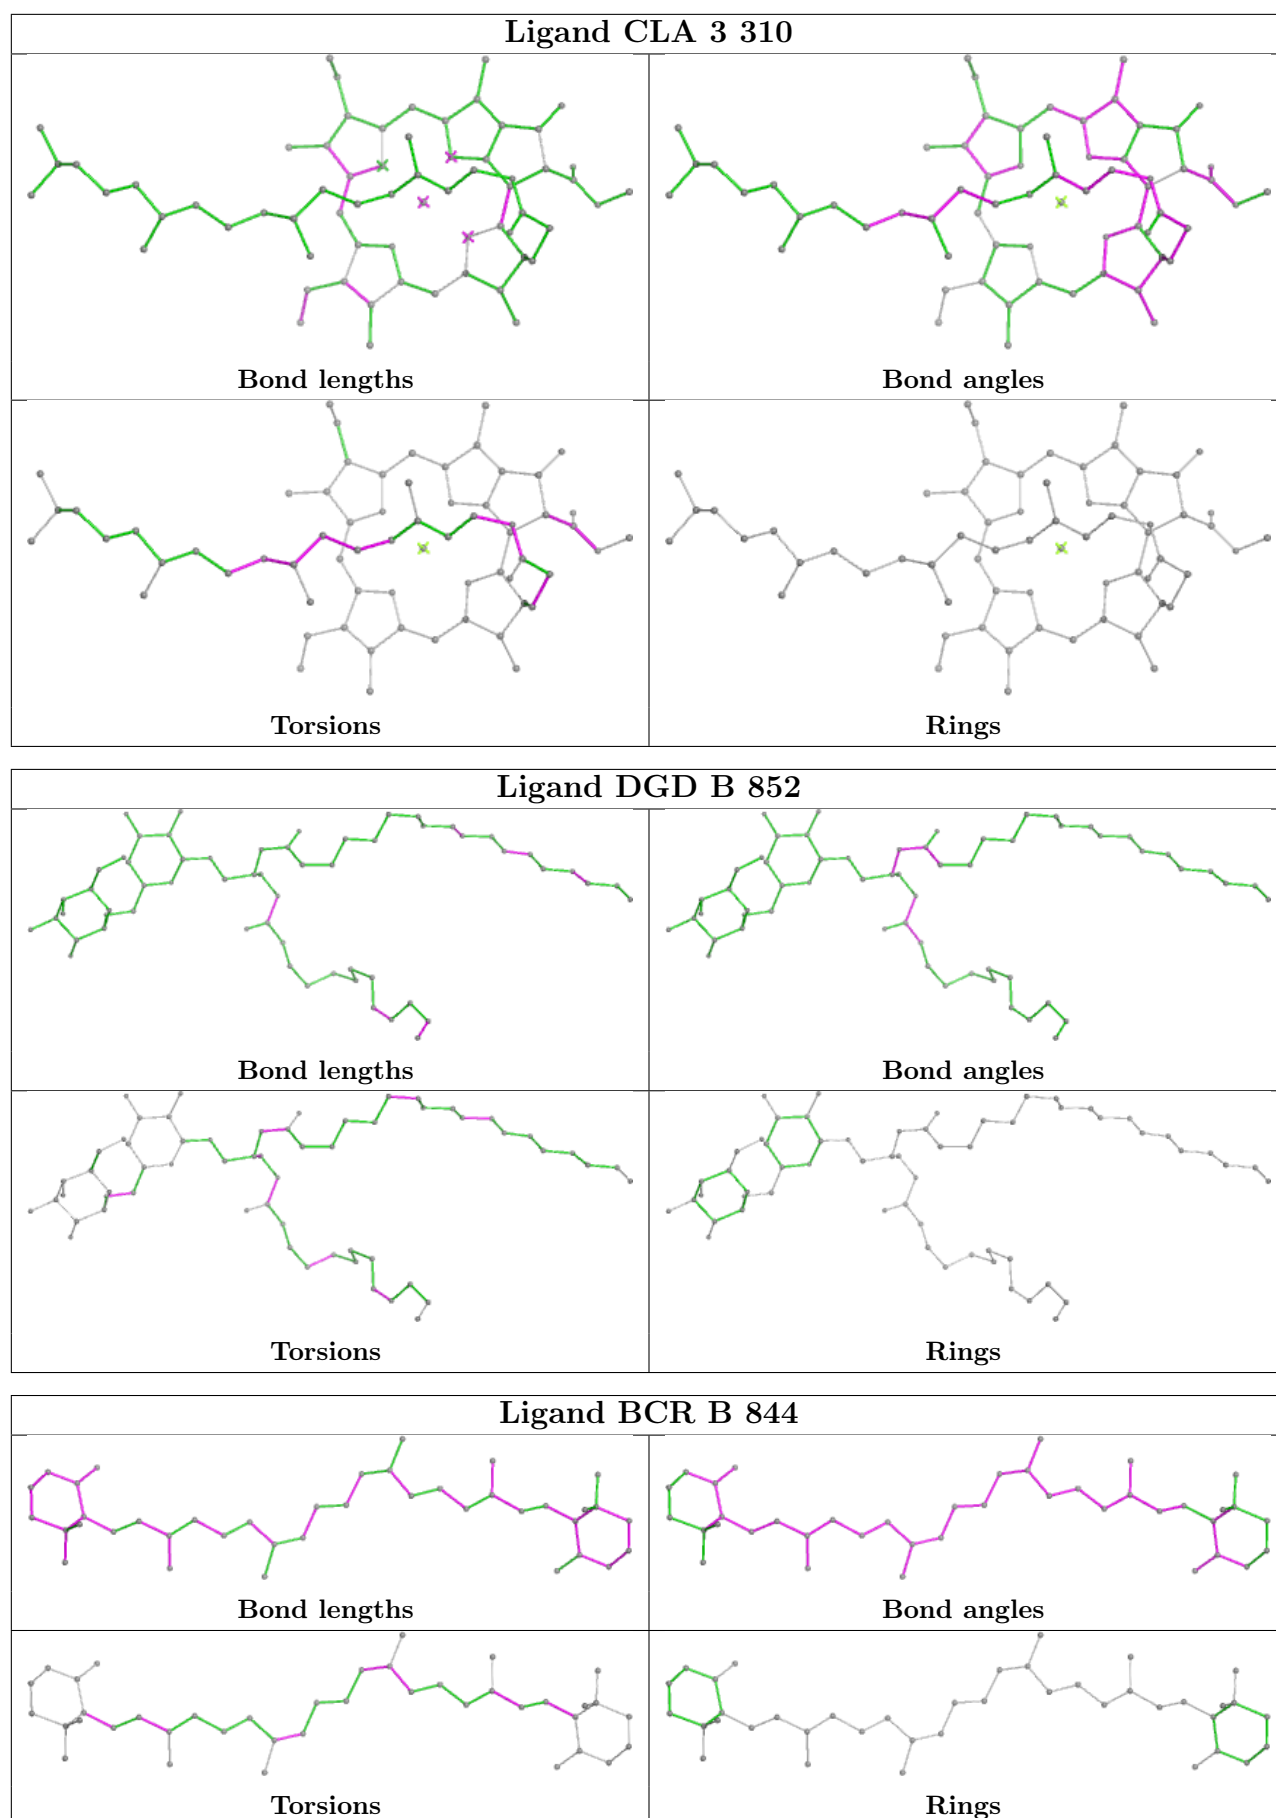 Ligand CLA 3 310
Bond lengths
Bond angles
Torsions
Rings
Ligand DGD B 852
Bond lengths
Bond angles
Torsions
Rings
Ligand BCR B 844
Bond lengths
Bond angles
Torsions
Rings